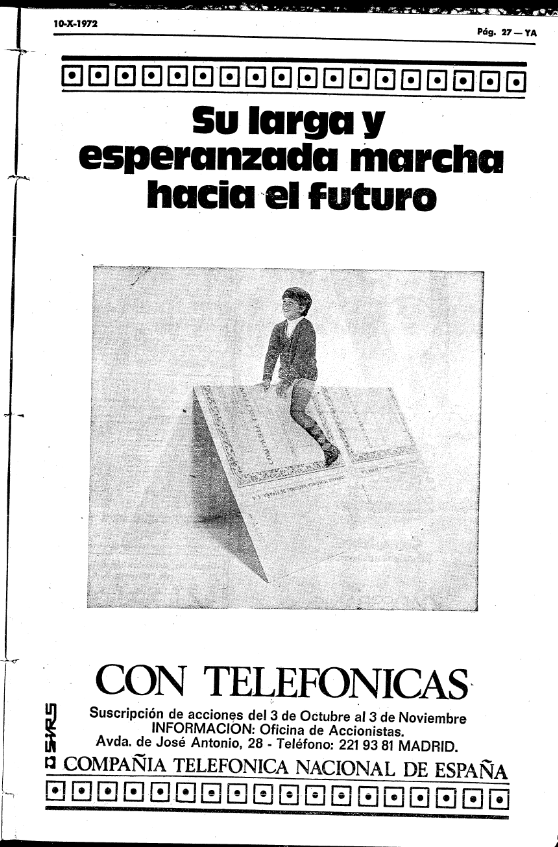 10-X-1972
Pág. 27 — YA
Su larga y
esperanzada marcha
hacia el futuro
CON TELEFONICAS
Suscripción de acciones del 3 de Octubre al 3 de Noviembre
INFORMACION: Oficina de Accionistas.
Avda. de José Antonio, 28 - Teléfono: 221 93 81 MADRID.
COMPAÑIA TELEFONICA NACIONAL DE ESPAÑA